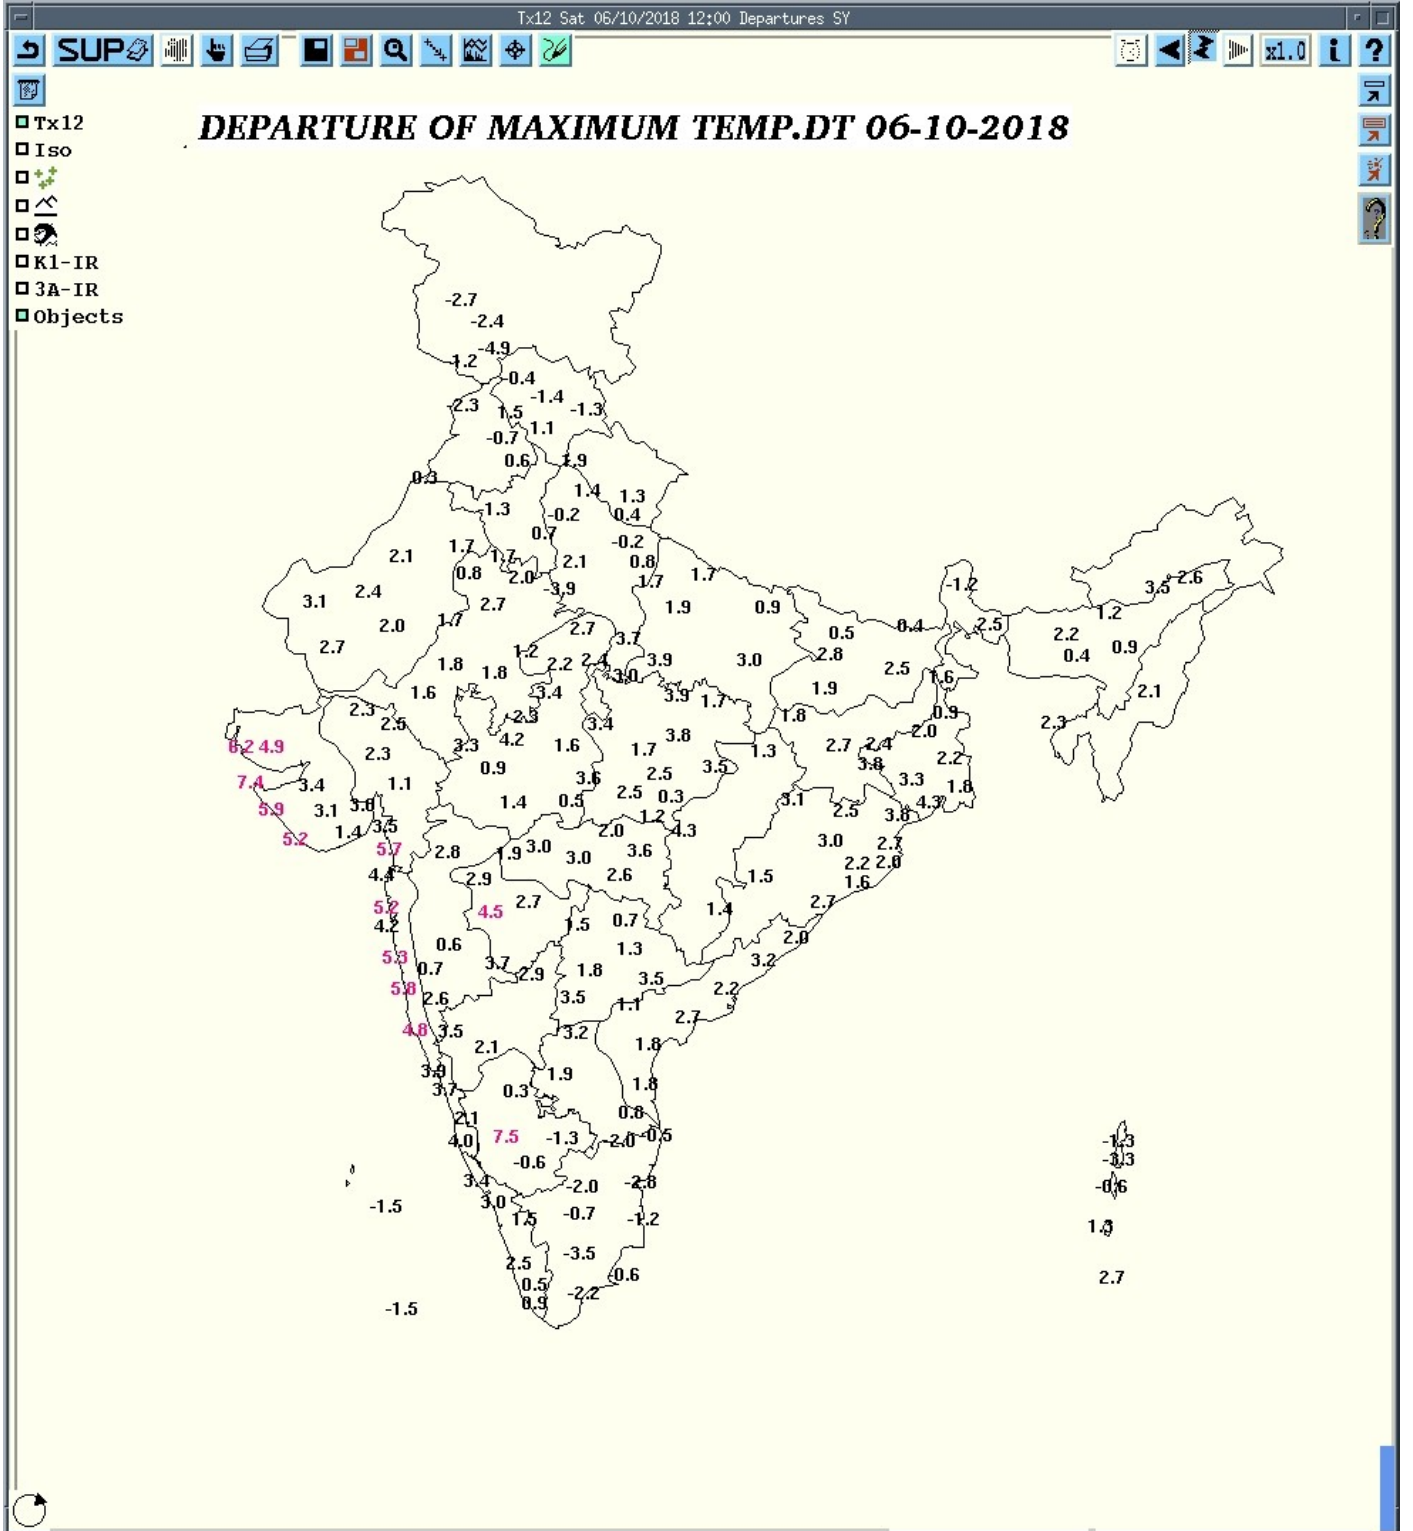 Tx12 Sat 06/10/2018 12:00 Departures SY
SUP
x1.0
i
?
Tx12
Iso
K1-IR
3A-IR
Objects
DEPARTURE OF MAXIMUM TEMP.DT 06-10-2018
-2.7
-2.4
-4.9
1.2
-0.4
-1.4
-2.3 1.5 -1.3
-0.7 1.1
0.6 1.9
0.3
1.4 1.3
-1.3 -0.2 0.4
0.7 -0.2
2.1 1.7 1.7 2.1 0.8
0.8 2.0 1.7 1.7 -1.2 3.5 2.6
3.1 2.4 2.7 -3.9 1.9 0.9 1.2
2.0 1.7 2.7 3.7 0.5 0.4 2.5 2.2
2.7 1.2 0.4 0.9
1.8 1.8 2.2 2.4 3.9 3.0 2.8 2.5
1.6 3.4 3.0 3.9 1.7 1.9 1.6 2.1
2.3 2.5 2.3 3.4 1.8 0.9 2.3
6.2 4.9 2.3 3.3 4.2 1.6 1.7 3.8 1.3 2.7 2.4 2.0
0.9 3.5 3.8 2.2
7.4 3.4 1.1 3.6 2.5 3.3 1.8
5.9 3.1 3.0 1.4 0.5 2.5 0.3 3.1 2.5 3.8 4.3
5.2 1.4 3.5 2.0 1.2 4.3 3.0 2.7
5.7 2.8 1.9 3.0 3.0 3.6 2.2 2.0
4.4 2.9 2.6 1.5 1.6
5.2 4.5 2.7 1.4 2.7
4.2 1.5 0.7 2.0
0.6 1.3
5.3 0.7 3.7 2.9 1.8 3.5 3.2
5.8 2.6 3.5 1.1 2.2
4.8 3.5 3.2 2.7
2.1 1.8
3.9 1.9
3.7 0.3 1.8
2.1 0.8
4.0 7.5 -1.3 -2.0 -0.5 -1.3
-0.6 -3.3
3.4 -2.0 -2.8 -0.6
-1.5 3.0
1.5 -0.7 -1.2 1.3
2.5 -3.5
0.5 -0.6 2.7
-1.5 0.9 -2.2